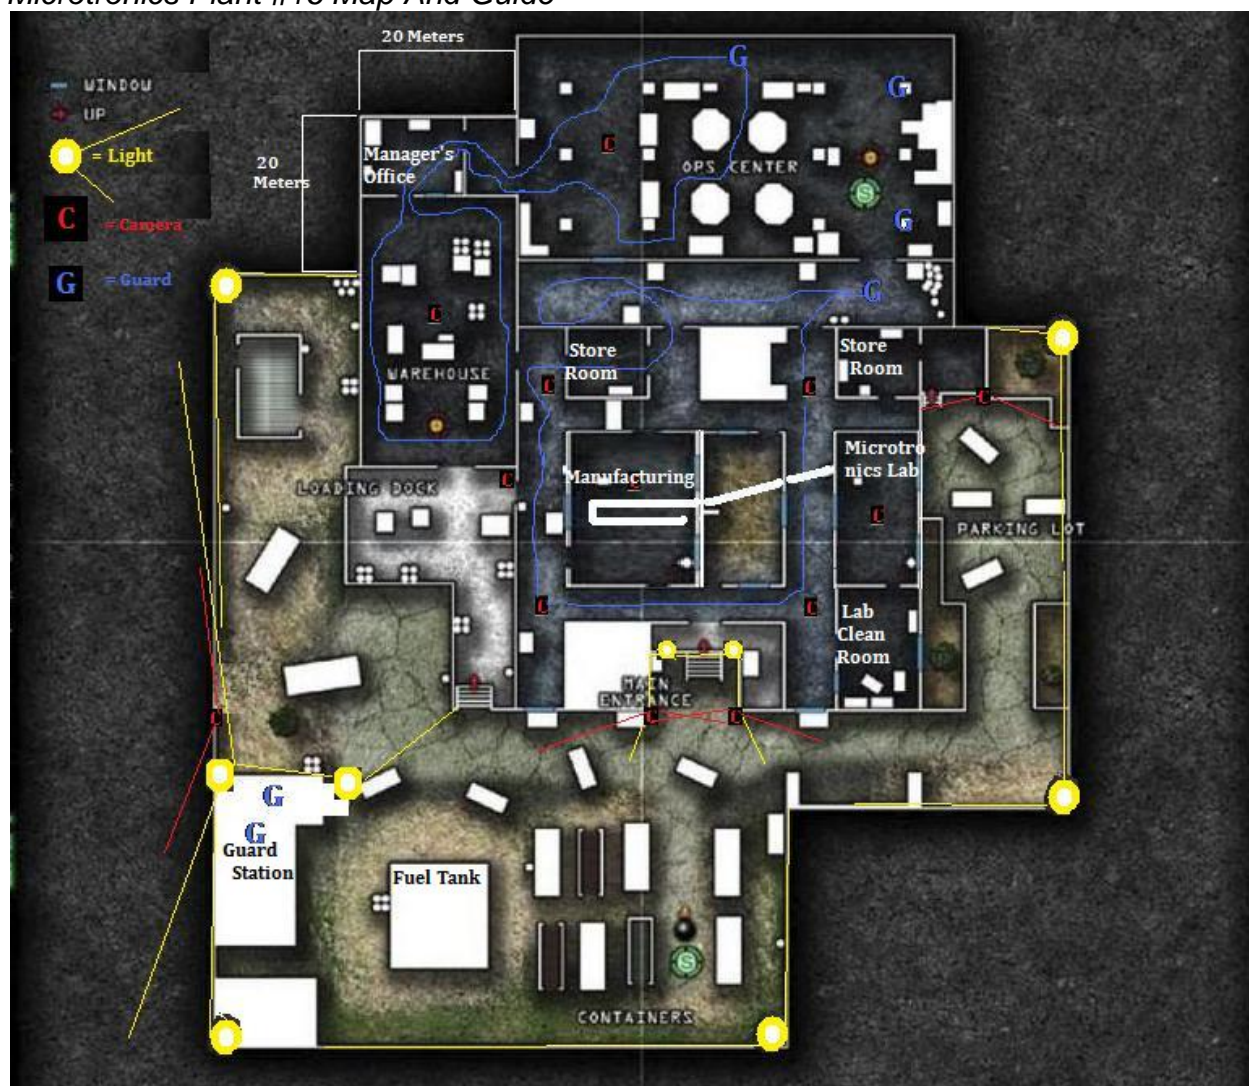 Microtronics Plant #18 Map And Guide
20 Meters
WINDOW
UP
= Light
C = Camera
G = Guard
20
Meters
G
G
C
OPS CENTER
S
G
Manager's
Office
G
C
WAREHOUSE
Store
Room
C
Store
Room
C
C
LOADING DOCK
C
Manufacturing
C
Microtro
nics Lab
C
PARKING LOT
C
C
Lab
Clean
Room
MAIN
ENTRANCE
C
C
C
G
G
Guard
Station
Fuel Tank
S
CONTAINERS